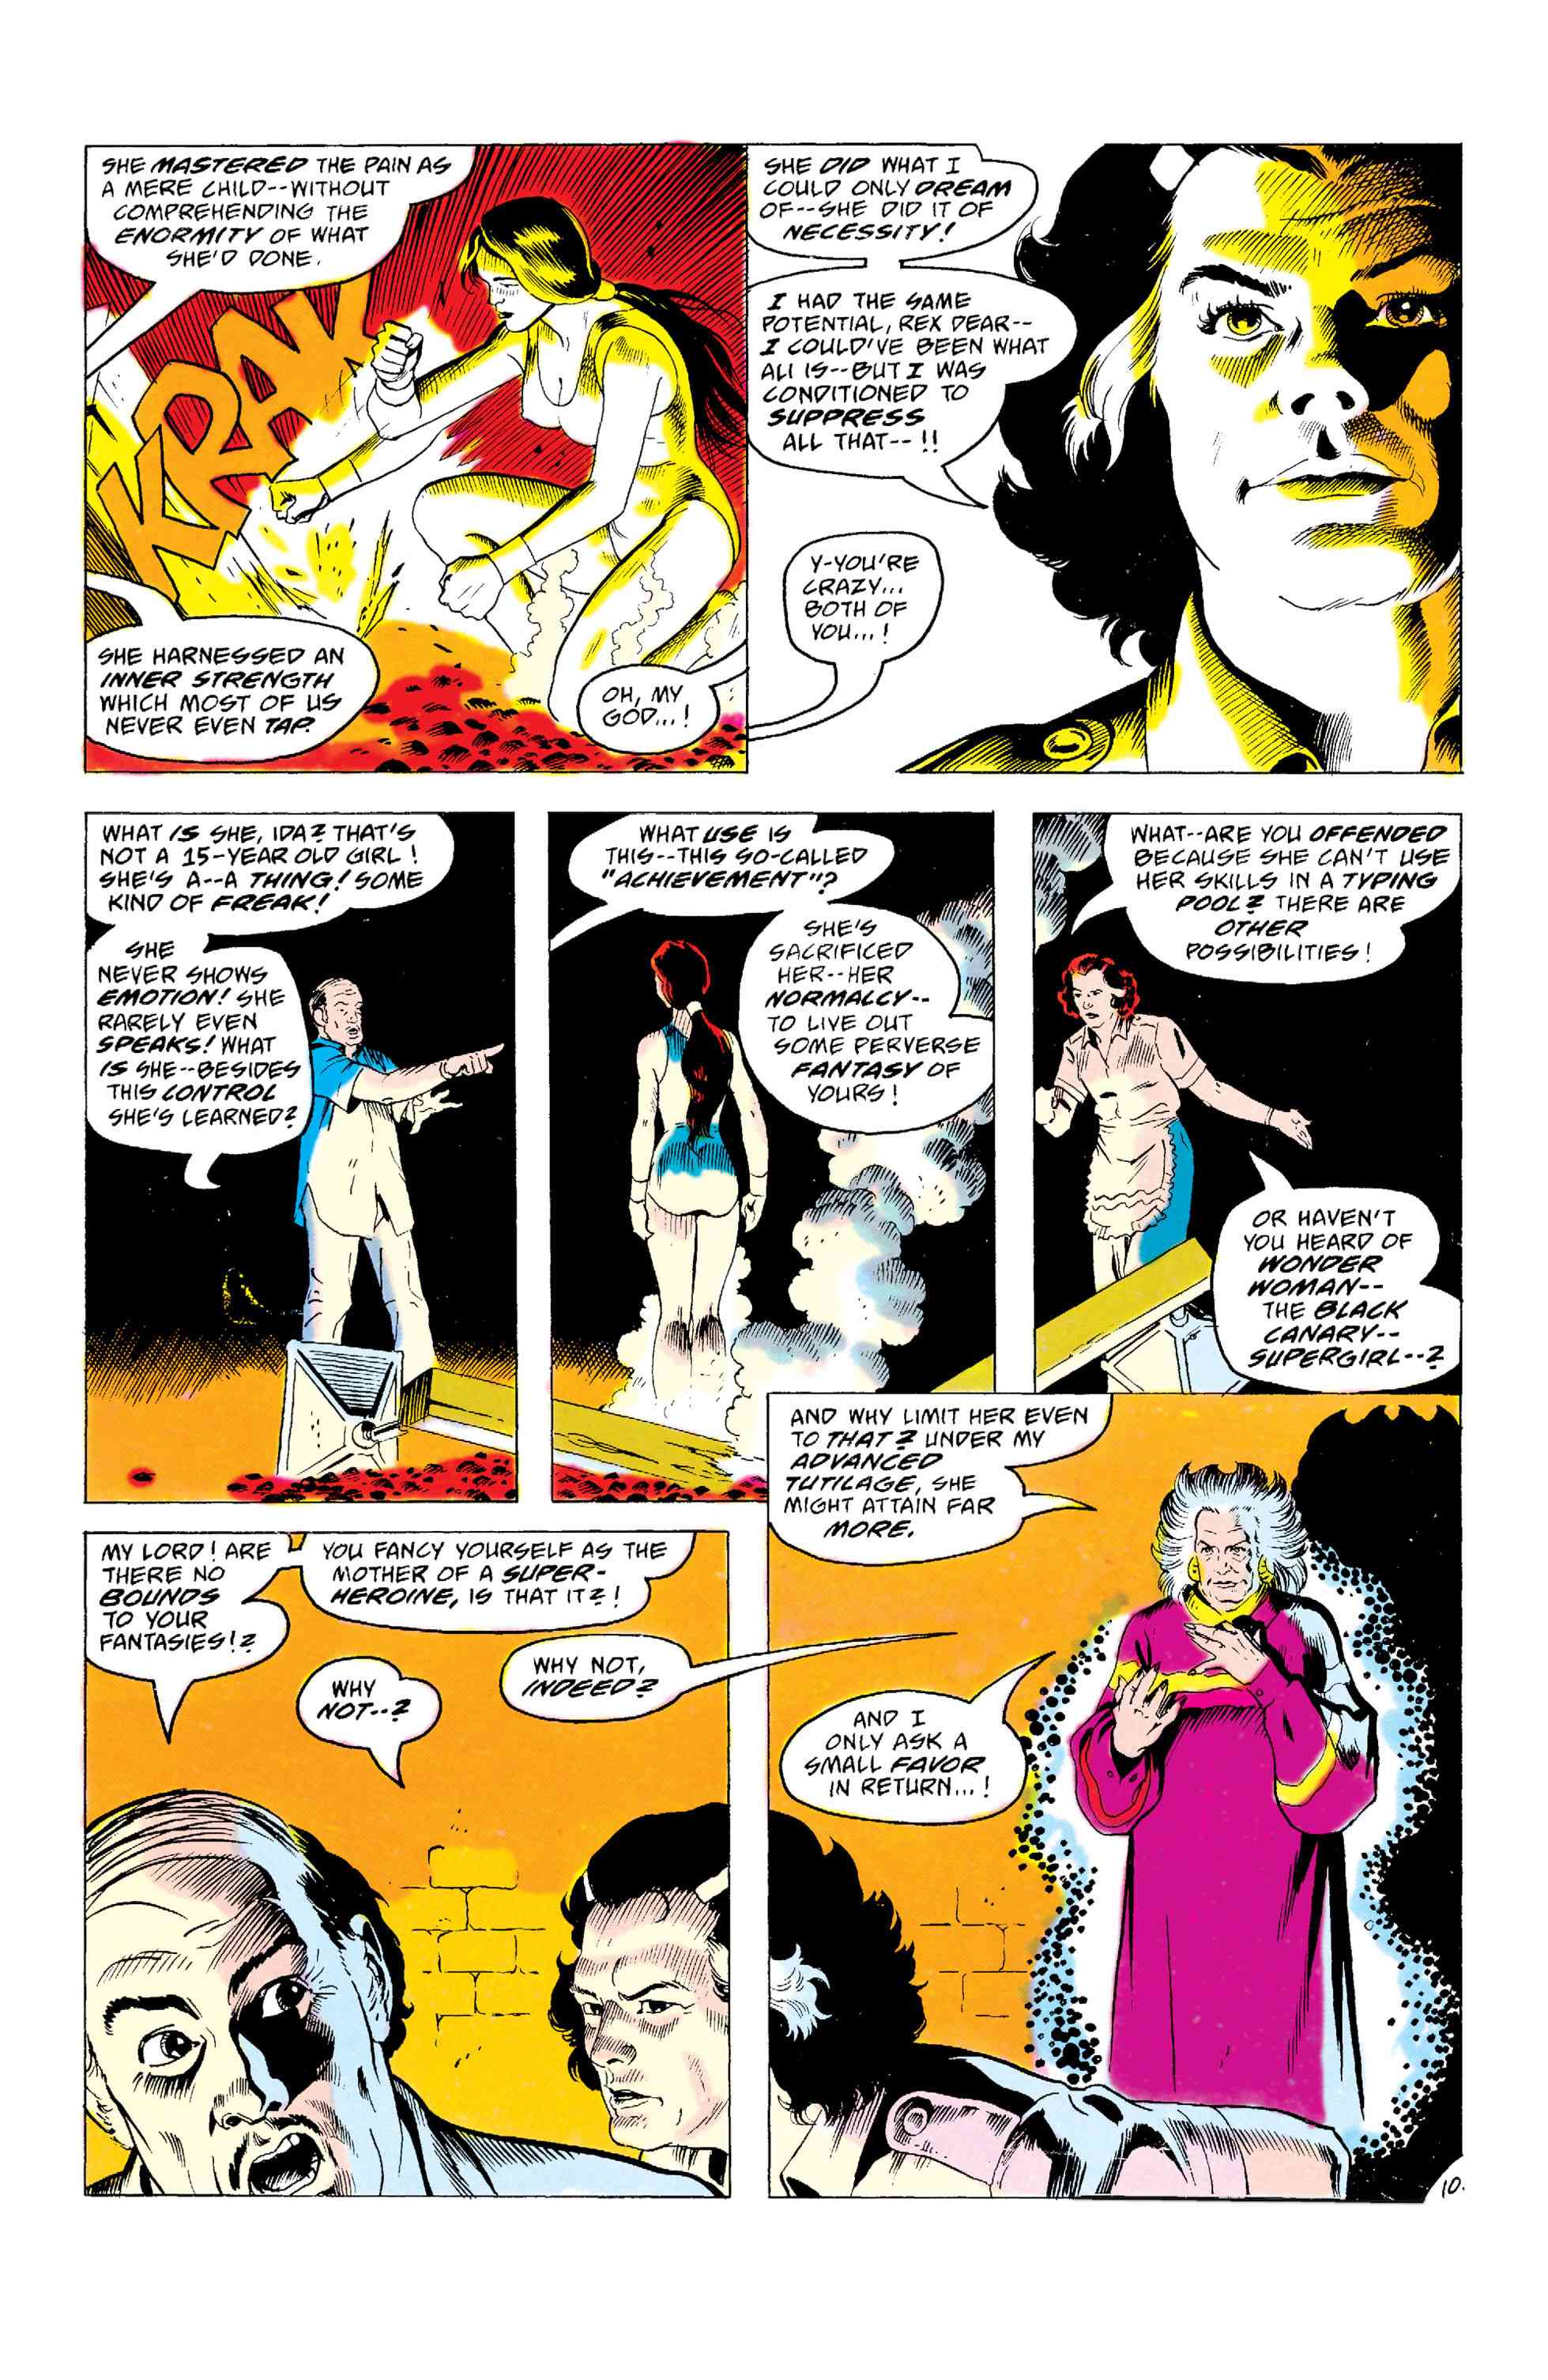 SHE MASTERED THE PAIN AS
A MERE CHILD--WITHOUT
COMPREHENDING THE
ENORMITY OF WHAT
SHE'D DONE.
KRAK
SHE HARNESSED AN
INNER STRENGTH
WHICH MOST OF US
NEVER EVEN TAP.
OH, MY
GOD...!
SHE DID WHAT I
COULD ONLY DREAM
OF--SHE DID IT OF
NECESSITY!
I HAD THE SAME
POTENTIAL, REX DEAR--
I COULD'VE BEEN WHAT
ALI IS--BUT I WAS
CONDITIONED TO
SUPPRESS
ALL THAT--!!
Y-YOU'RE
CRAZY...
BOTH OF
YOU...!
WHAT IS SHE, IDA? THAT'S
NOT A 15-YEAR OLD GIRL!
SHE'S A--A THING! SOME
KIND OF FREAK!
SHE
NEVER SHOWS
EMOTION! SHE
RARELY EVEN
SPEAKS! WHAT
IS SHE--BESIDES
THIS CONTROL
SHE'S LEARNED?
WHAT USE IS
THIS--THIS SO-CALLED
"ACHIEVEMENT"?
SHE'S
SACRIFICED
HER--HER
NORMALCY--
TO LIVE OUT
SOME PERVERSE
FANTASY OF
YOURS!
WHAT--ARE YOU OFFENDED
BECAUSE SHE CAN'T USE
HER SKILLS IN A TYPING
POOL? THERE ARE
OTHER
POSSIBILITIES!
OR HAVEN'T
YOU HEARD OF
WONDER
WOMAN--
THE BLACK
CANARY--
SUPERGIRL--?
MY LORD! ARE
THERE NO
BOUNDS
TO YOUR
FANTASIES!?
YOU FANCY YOURSELF AS THE
MOTHER OF A SUPER-
HEROINE, IS THAT IT?!
WHY
NOT--?
WHY NOT,
INDEED?
AND WHY LIMIT HER EVEN
TO THAT? UNDER MY
ADVANCED
TUTILAGE, SHE
MIGHT ATTAIN FAR
MORE.
AND I
ONLY ASK A
SMALL FAVOR
IN RETURN...!
10.